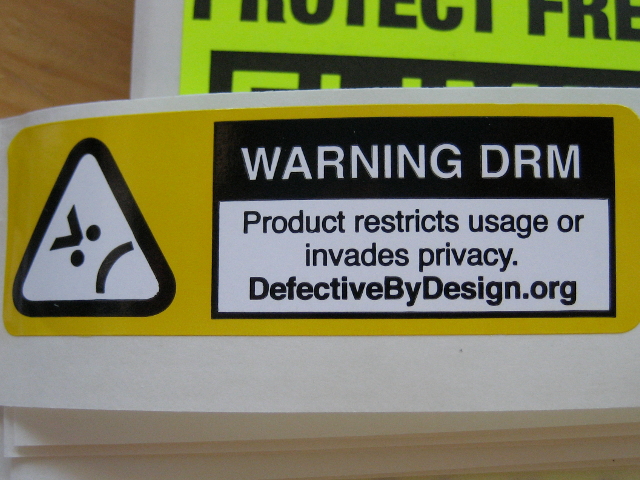 PROTECT FRE
WARNING DRM
Product restricts usage or
invades privacy.
DefectiveByDesign.org